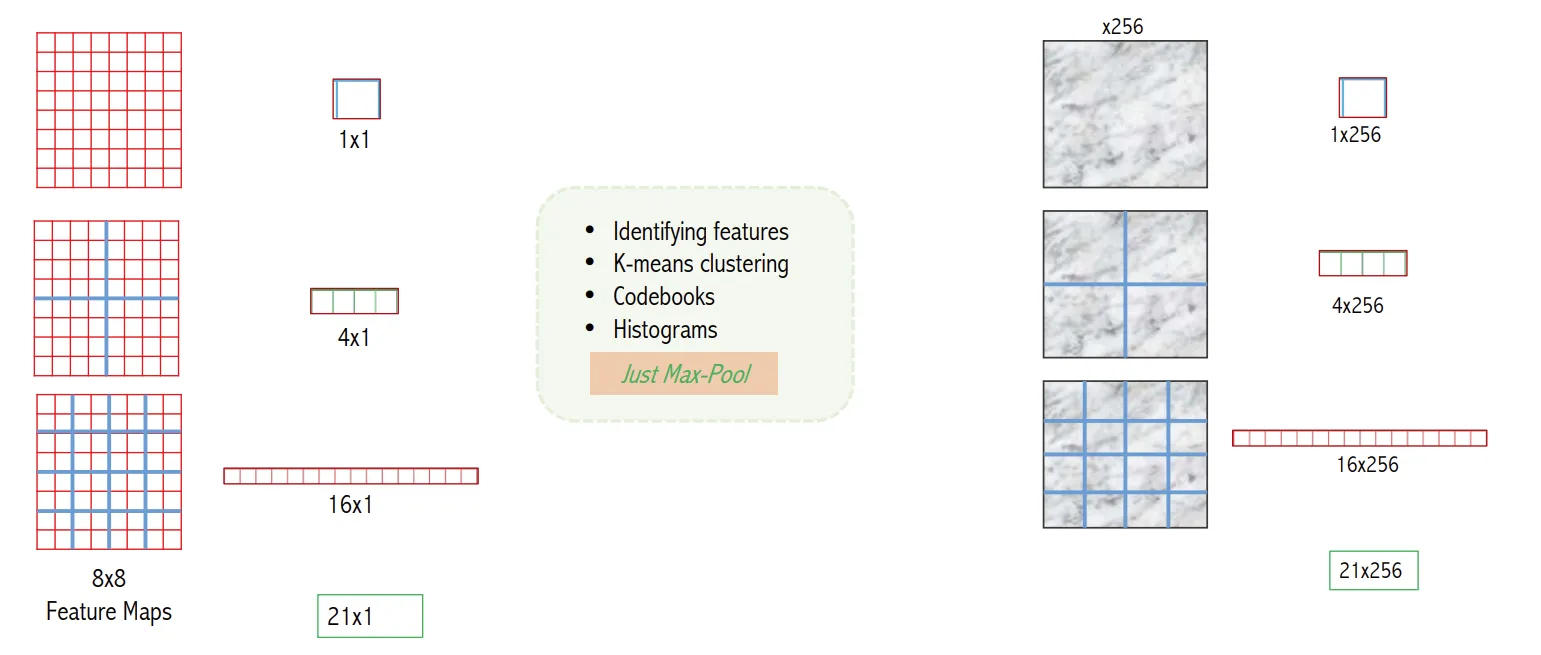 1x1
4x1
16x1
8x8
Feature Maps
21x1
• Identifying features
• K-means clustering
• Codebooks
• Histograms
Just Max-Pool
x256
1x256
4x256
16x256
21x256